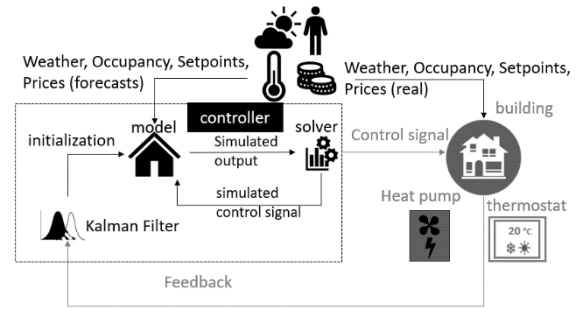 Weather, Occupancy, Setpoints,
Prices (forecasts)
Weather, Occupancy, Setpoints,
Prices (real)
controller
building
model
solver
initialization
Simulated
output
Control signal
simulated
control signal
Heat pump
thermostat
Kalman Filter
20 °C
Feedback